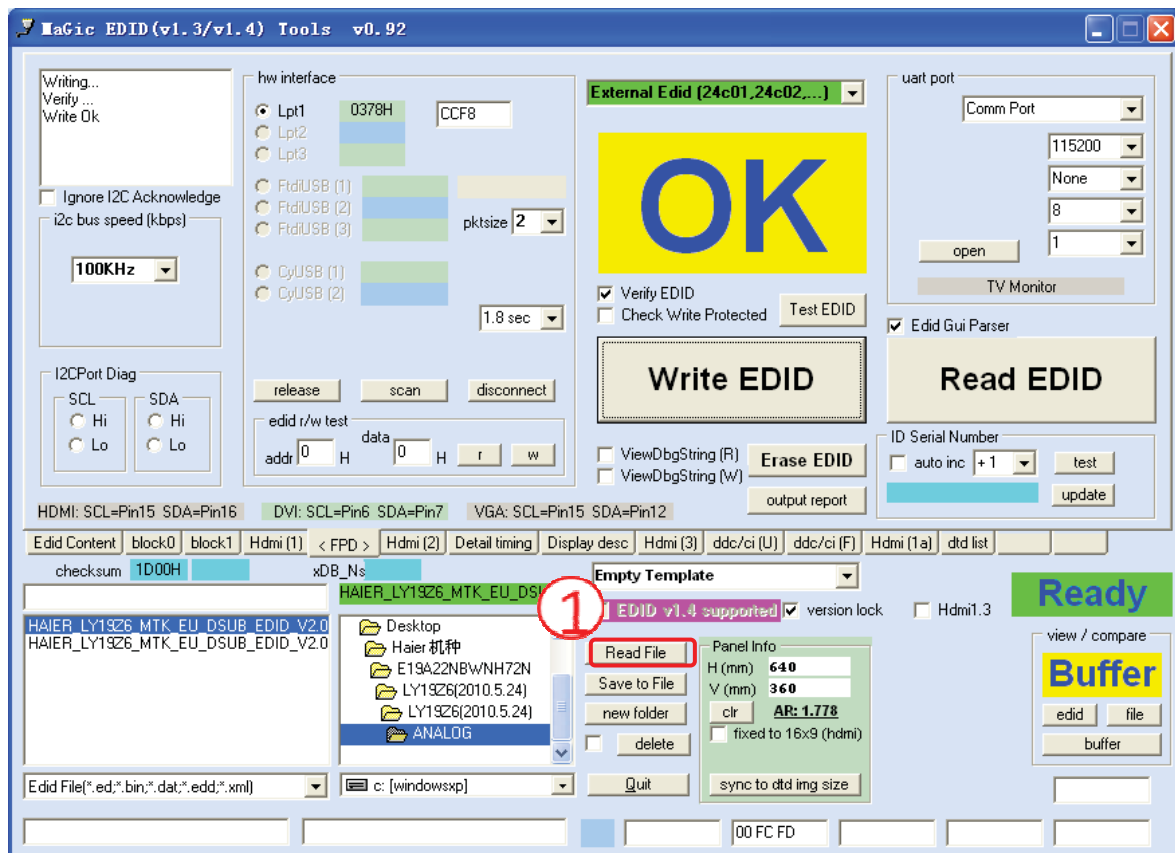 MaGic EDID(v1.3/v1.4) Tools v0.92
Writing...
Verify ...
Write Ok
Ignore I2C Acknowledge
i2c bus speed (kbps)
100KHz
I2CPort Diag
SCL
SDA
Hi
Hi
Lo
Lo
hw interface
Lpt1
0378H
CCF8
Lpt2
Lpt3
FtdiUSB (1)
FtdiUSB (2)
FtdiUSB (3)
pktsize
2
CyUSB (1)
CyUSB (2)
1.8 sec
release
scan
disconnect
edid r/w test
addr
0
H
data
0
H
r
w
External Edid (24c01,24c02,...)
OK
Verify EDID
Check Write Protected
Test EDID
Write EDID
ViewDbgString (R)
ViewDbgString (W)
Erase EDID
output report
uart port
Comm Port
115200
None
8
1
open
TV Monitor
Edid Gui Parser
Read EDID
ID Serial Number
auto inc
+ 1
test
update
HDMI: SCL=Pin15 SDA=Pin16
DVI: SCL=Pin6 SDA=Pin7
VGA: SCL=Pin15 SDA=Pin12
Edid Content
block0
block1
Hdmi (1)
< FPD >
Hdmi (2)
Detail timing
Display desc
Hdmi (3)
ddc/ci (U)
ddc/ci (F)
Hdmi (1a)
dtd list
checksum
1D00H
xDB_Ns
HAIER_LY19Z6_MTK_EU_DSUB_EDID_V2.0
HAIER_LY19Z6_MTK_EU_DSUB_EDID_V2.0
Edid File(*.ed;*.bin;*.dat;*.edd;*.xml)
HAIER_LY19Z6_MTK_EU_DSU
Desktop
Haier 机种
E19A22NBWNH72N
LY19Z6(2010.5.24)
LY19Z6(2010.5.24)
ANALOG
c: [windowsxp]
Empty Template
1
EDID v1.4 supported
version lock
Hdmi1.3
Read File
Save to File
new folder
delete
Quit
Panel Info
H (mm)
640
V (mm)
360
clr
AR: 1.778
fixed to 16x9 (hdmi)
sync to dtd img size
Ready
view / compare
Buffer
edid
file
buffer
00 FC FD